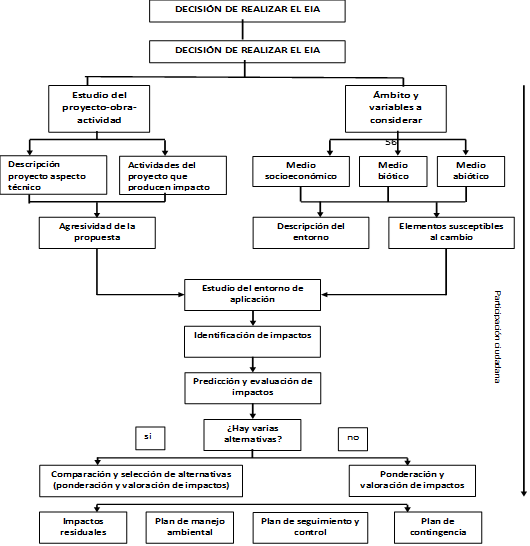 DECISIÓN DE REALIZAR EL EIA
DECISIÓN DE REALIZAR EL EIA
Estudio del
proyecto-obra-
actividad
Ámbito y
variables a
considerar
56
Descripción
proyecto aspecto
técnico
Actividades del
proyecto que
producen impacto
Medio
socioeconómico
Medio
biótico
Medio
abiótico
Agresividad de la
propuesta
Descripción del
entorno
Elementos susceptibles
al cambio
Estudio del entorno de
aplicación
Participación ciudadana
Identificación de impactos
Predicción y evaluación de
impactos
¿Hay varias
alternativas?
si
no
Comparación y selección de alternativas
(ponderación y valoración de impactos)
Ponderación y
valoración de impactos
Impactos
residuales
Plan de manejo
ambiental
Plan de seguimiento y
control
Plan de
contingencia